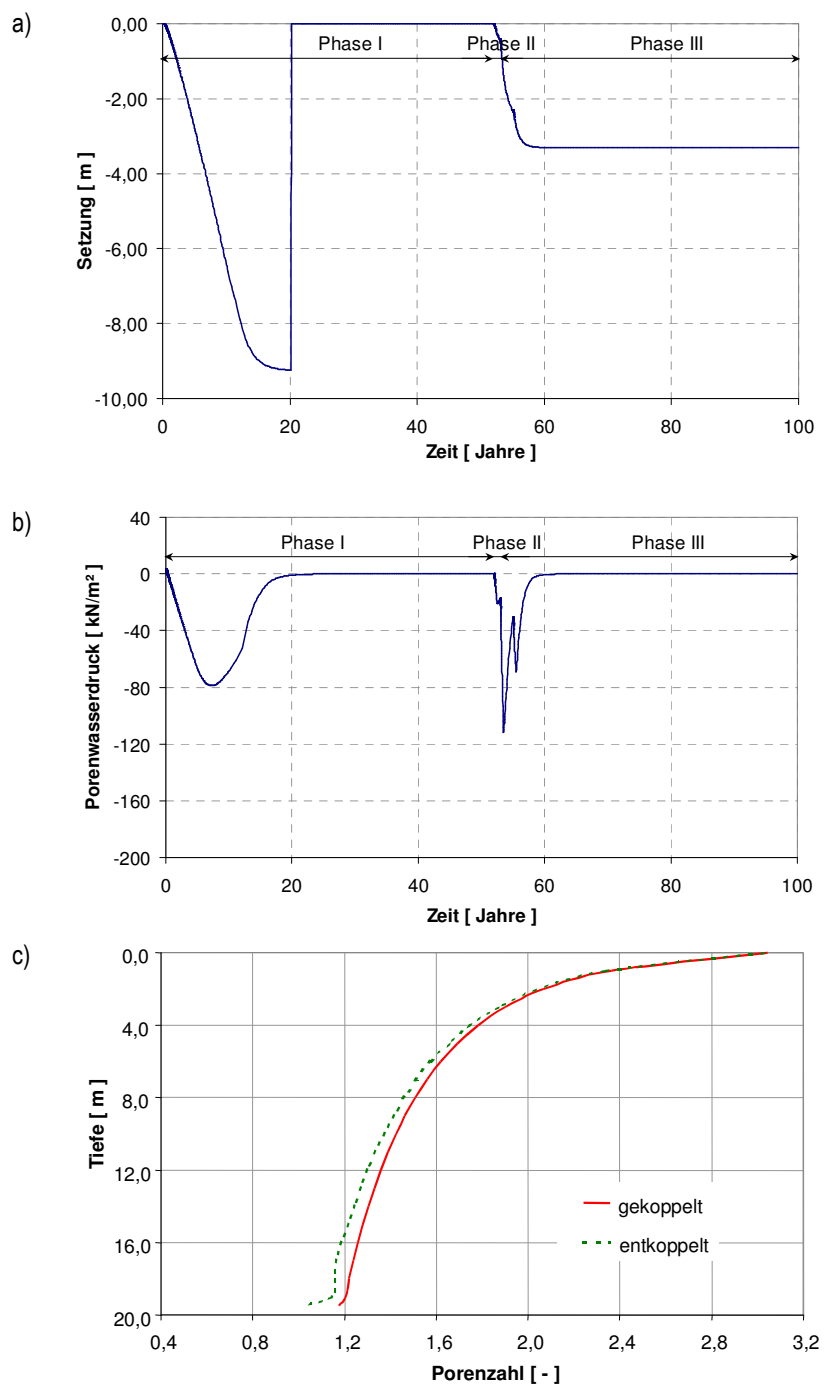 a)
0,00
-2,00
-4,00
-6,00
-8,00
-10,00
Setzung [ m ]
Phase I
Phase II
Phase III
0 20 40 60 80 100
Zeit [ Jahre ]
b)
40
0
-40
-80
-120
-160
-200
Porenwasserdruck [ kN/m² ]
Phase I
Phase II
Phase III
0 20 40 60 80 100
Zeit [ Jahre ]
c)
0,0
4,0
8,0
12,0
16,0
20,0
Tiefe [ m ]
gekoppelt
entkoppelt
0,4 0,8 1,2 1,6 2,0 2,4 2,8 3,2
Porenzahl [ - ]